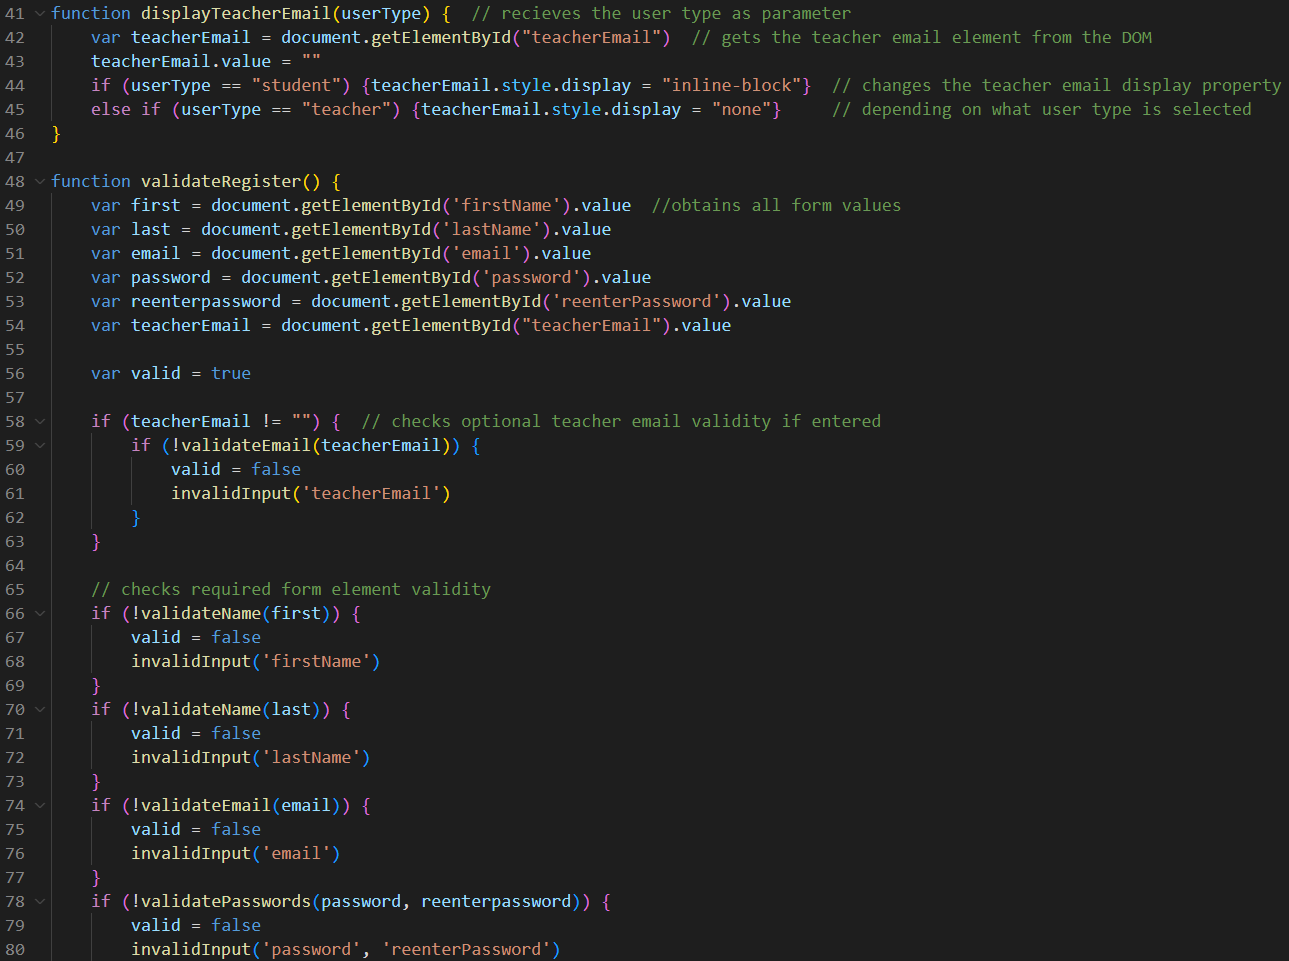 41 function displayTeacherEmail(userType) {  // recieves the user type as parameter
42     var teacherEmail = document.getElementById("teacherEmail")  // gets the teacher email element from the DOM
43     teacherEmail.value = ""
44     if (userType == "student") {teacherEmail.style.display = "inline-block"}  // changes the teacher email display property
45     else if (userType == "teacher") {teacherEmail.style.display = "none"}     // depending on what user type is selected
46 }
47
48 function validateRegister() {
49     var first = document.getElementById('firstName').value  //obtains all form values
50     var last = document.getElementById('lastName').value
51     var email = document.getElementById('email').value
52     var password = document.getElementById('password').value
53     var reenterpassword = document.getElementById('reenterPassword').value
54     var teacherEmail = document.getElementById("teacherEmail").value
55
56     var valid = true
57
58     if (teacherEmail != "") {  // checks optional teacher email validity if entered
59         if (!validateEmail(teacherEmail)) {
60             valid = false
61             invalidInput('teacherEmail')
62         }
63     }
64
65     // checks required form element validity
66     if (!validateName(first)) {
67         valid = false
68         invalidInput('firstName')
69     }
70     if (!validateName(last)) {
71         valid = false
72         invalidInput('lastName')
73     }
74     if (!validateEmail(email)) {
75         valid = false
76         invalidInput('email')
77     }
78     if (!validatePasswords(password, reenterpassword)) {
79         valid = false
80         invalidInput('password', 'reenterPassword')